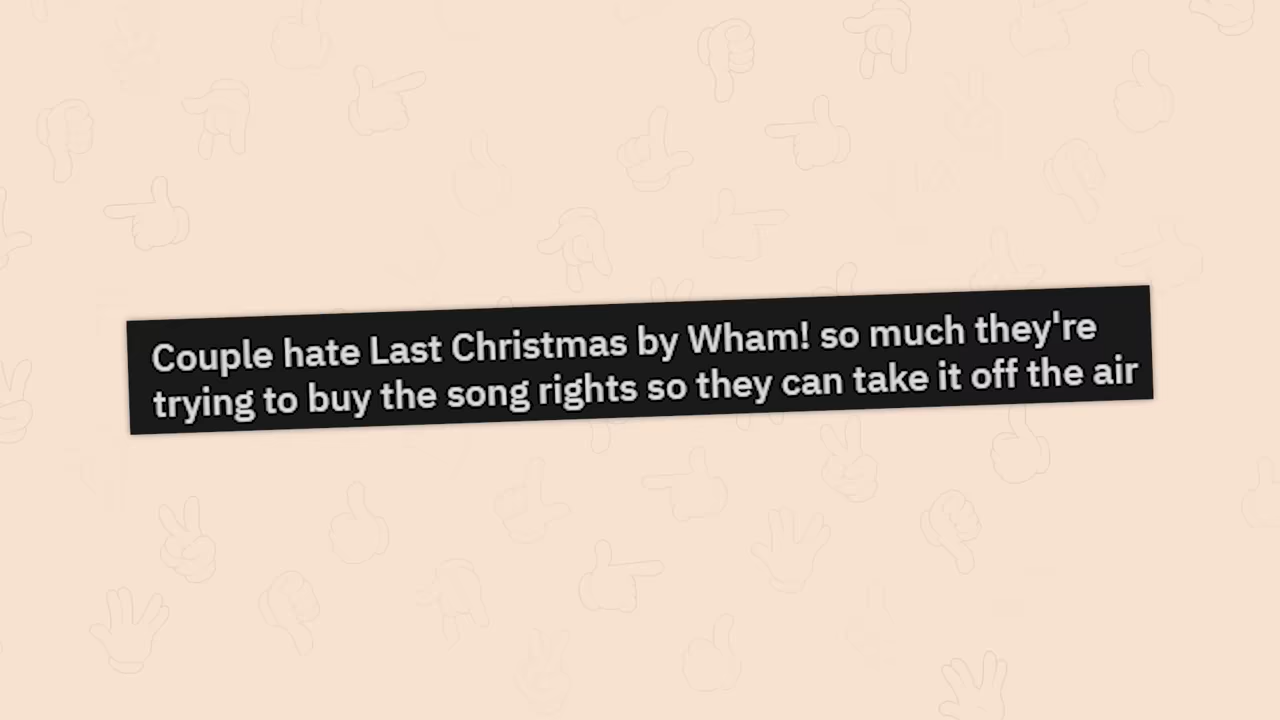 Couple hate Last Christmas by Wham! so much they're
trying to buy the song rights so they can take it off the air